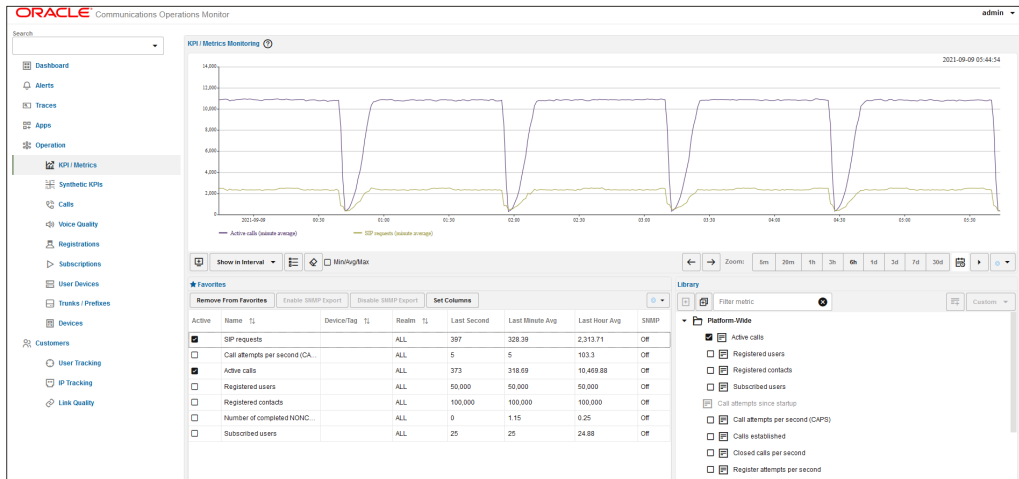 ORACLE Communications Operations Monitor
admin
Search
Dashboard
Alerts
Traces
Apps
Operation
KPI / Metrics
Synthetic KPIs
Calls
Voice Quality
Registrations
Subscriptions
User Devices
Trunks / Prefixes
Devices
Customers
User Tracking
IP Tracking
Link Quality
KPI / Metrics Monitoring ?
2021-09-09 05:44:54
14,000
12,000
10,000
8,000
6,000
4,000
2,000
0
2021-09-09 00:30 01:00 01:30 02:00 02:30 03:00 03:30 04:00 04:30 05:00 05:30
Active calls (minute average) SIP requests (minute average)
Show in Interval Min/Avg/Max Zoom: 5m 20m 1h 3h 6h 1d 3d 7d 30d
Favorites
Remove From Favorites Enable SNMP Export Disable SNMP Export Set Columns
Active Name Device/Tag Realm Last Second Last Minute Avg Last Hour Avg SNMP
SIP requests ALL 397 328.39 2,313.71 Off
Call attempts per second (CA... ALL 5 5 103.3 Off
Active calls ALL 373 318.69 10,469.88 Off
Registered users ALL 50,000 50,000 50,000 Off
Registered contacts ALL 100,000 100,000 100,000 Off
Number of completed NONC... ALL 0 1.15 0.25 Off
Subscribed users ALL 25 25 24.88 Off
Library
Filter metric Custom
Platform-Wide
Active calls
Registered users
Registered contacts
Subscribed users
Call attempts since startup
Call attempts per second (CAPS)
Calls established
Closed calls per second
Register attempts per second